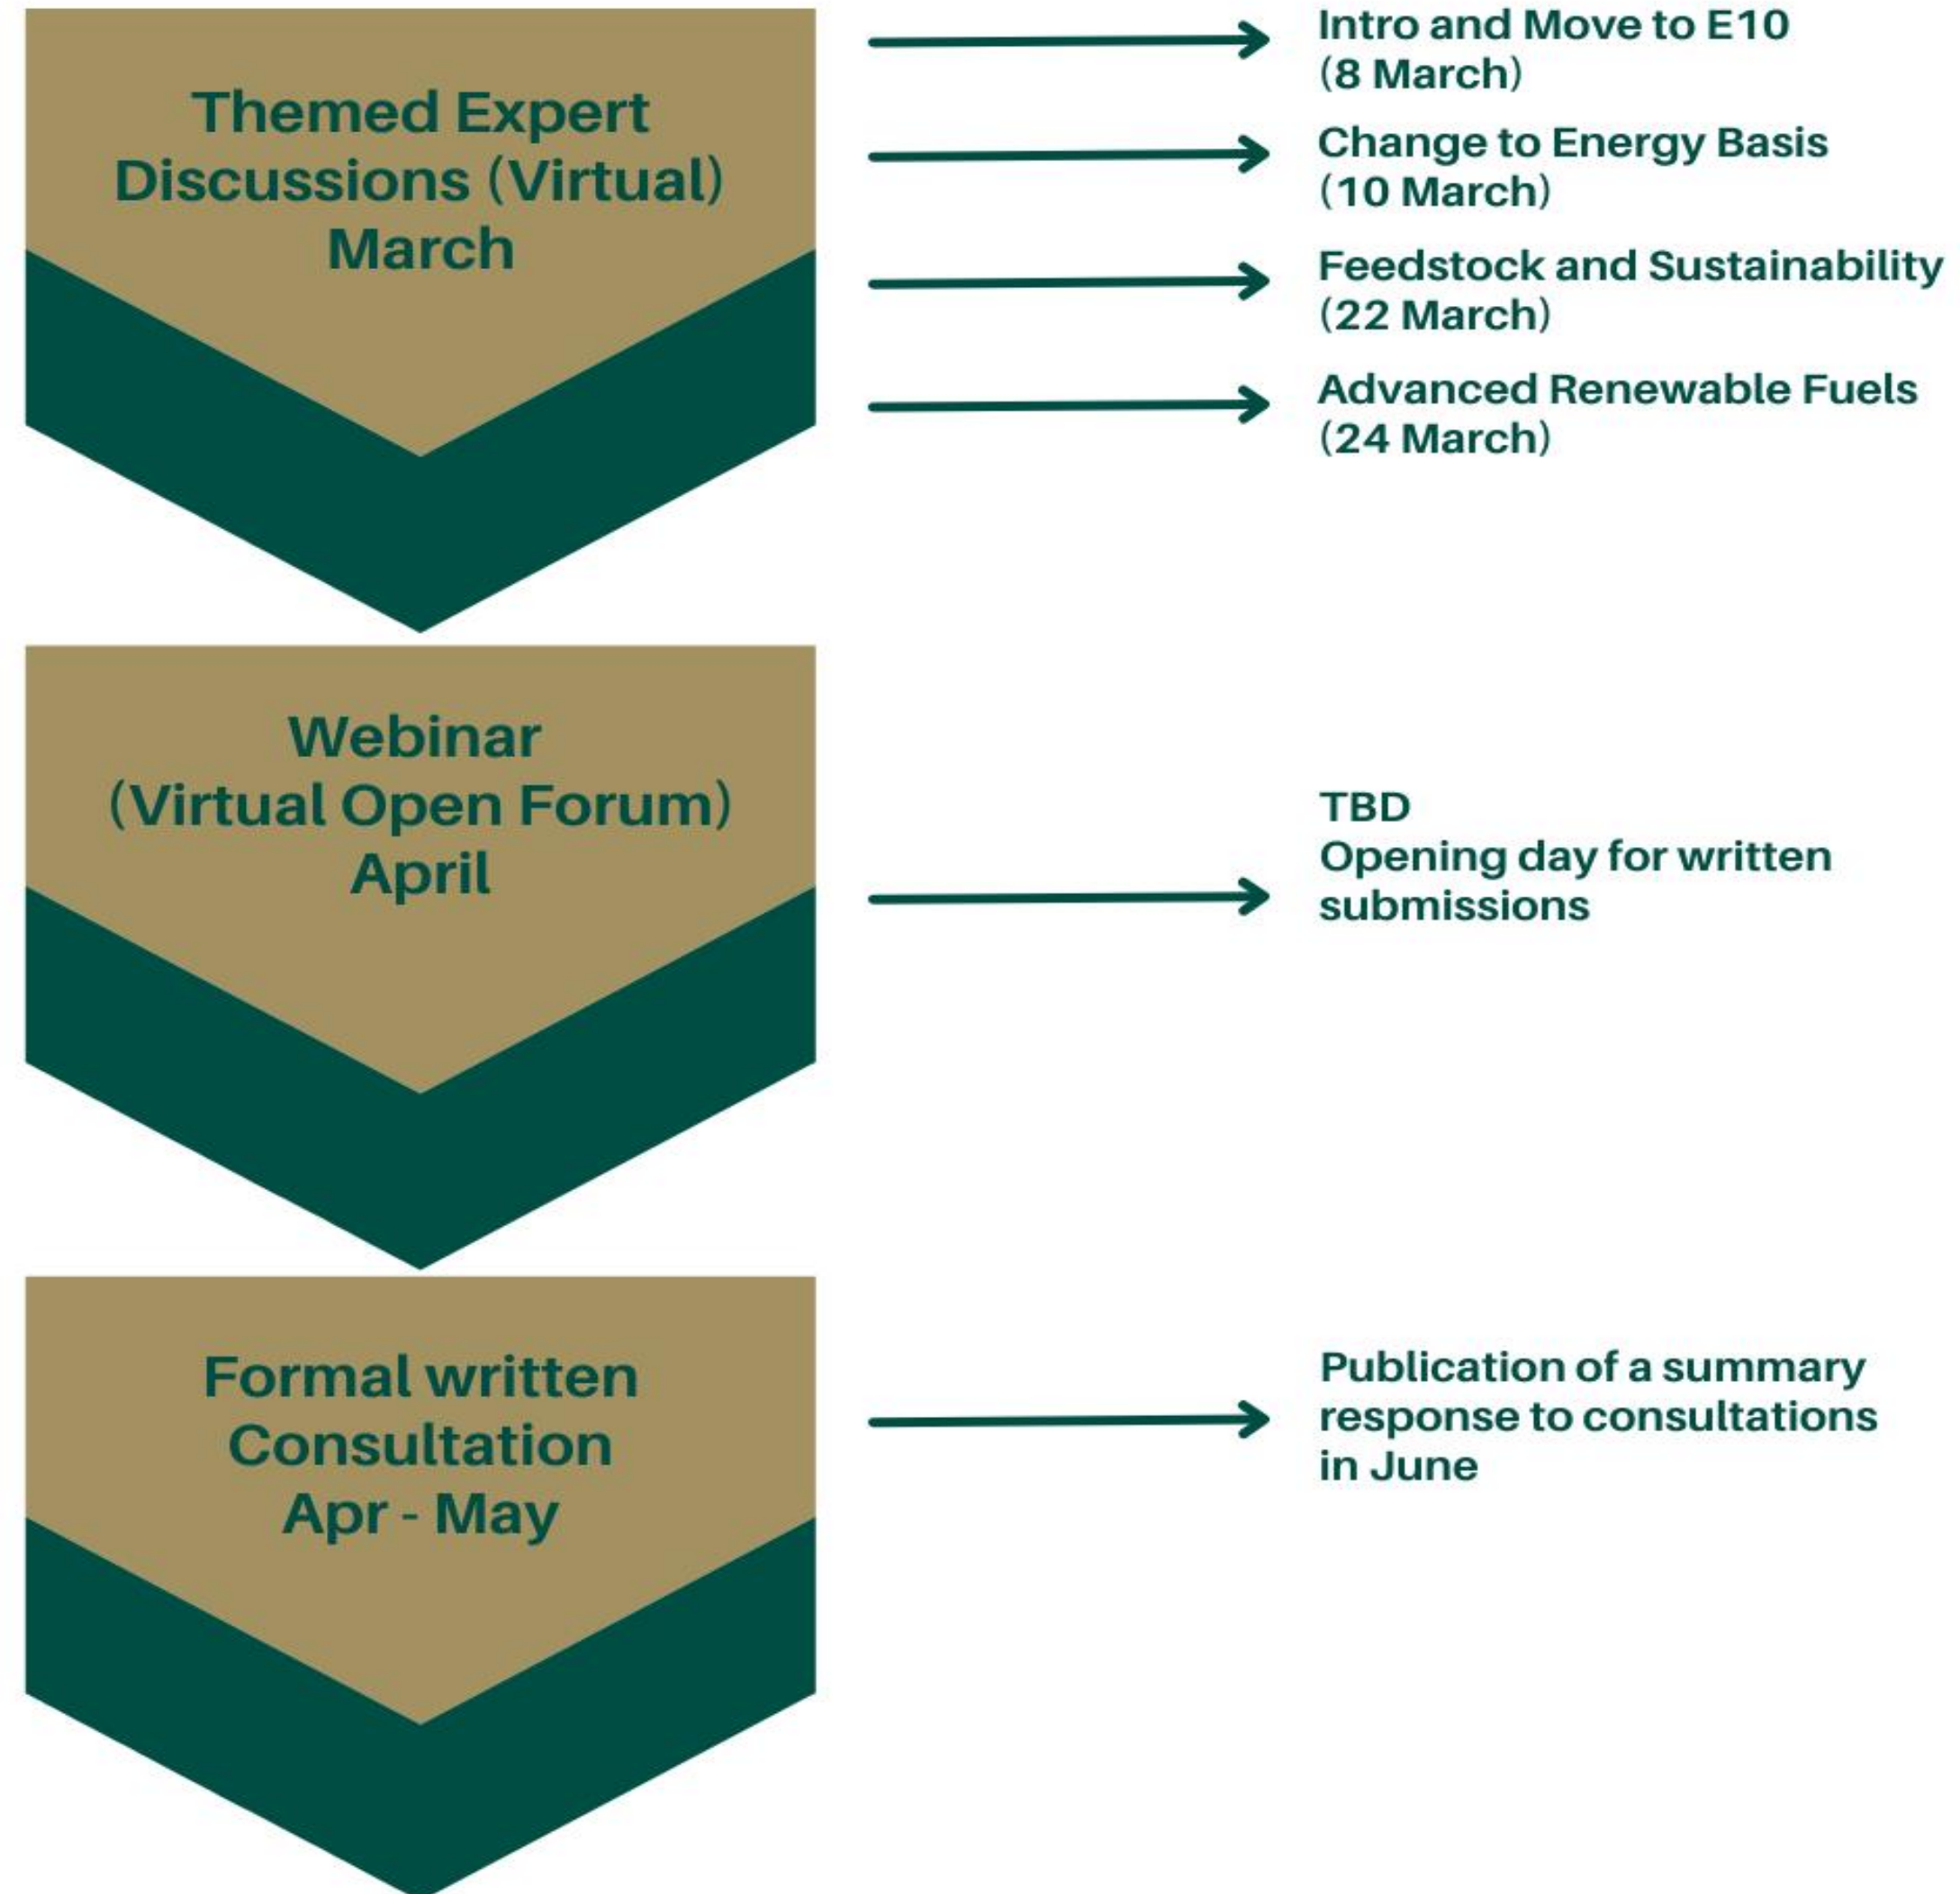 Themed Expert
Discussions (Virtual)
March
Intro and Move to E10
(8 March)
Change to Energy Basis
(10 March)
Feedstock and Sustainability
(22 March)
Advanced Renewable Fuels
(24 March)
Webinar
(Virtual Open Forum)
April
TBD
Opening day for written
submissions
Formal written
Consultation
Apr - May
Publication of a summary
response to consultations
in June